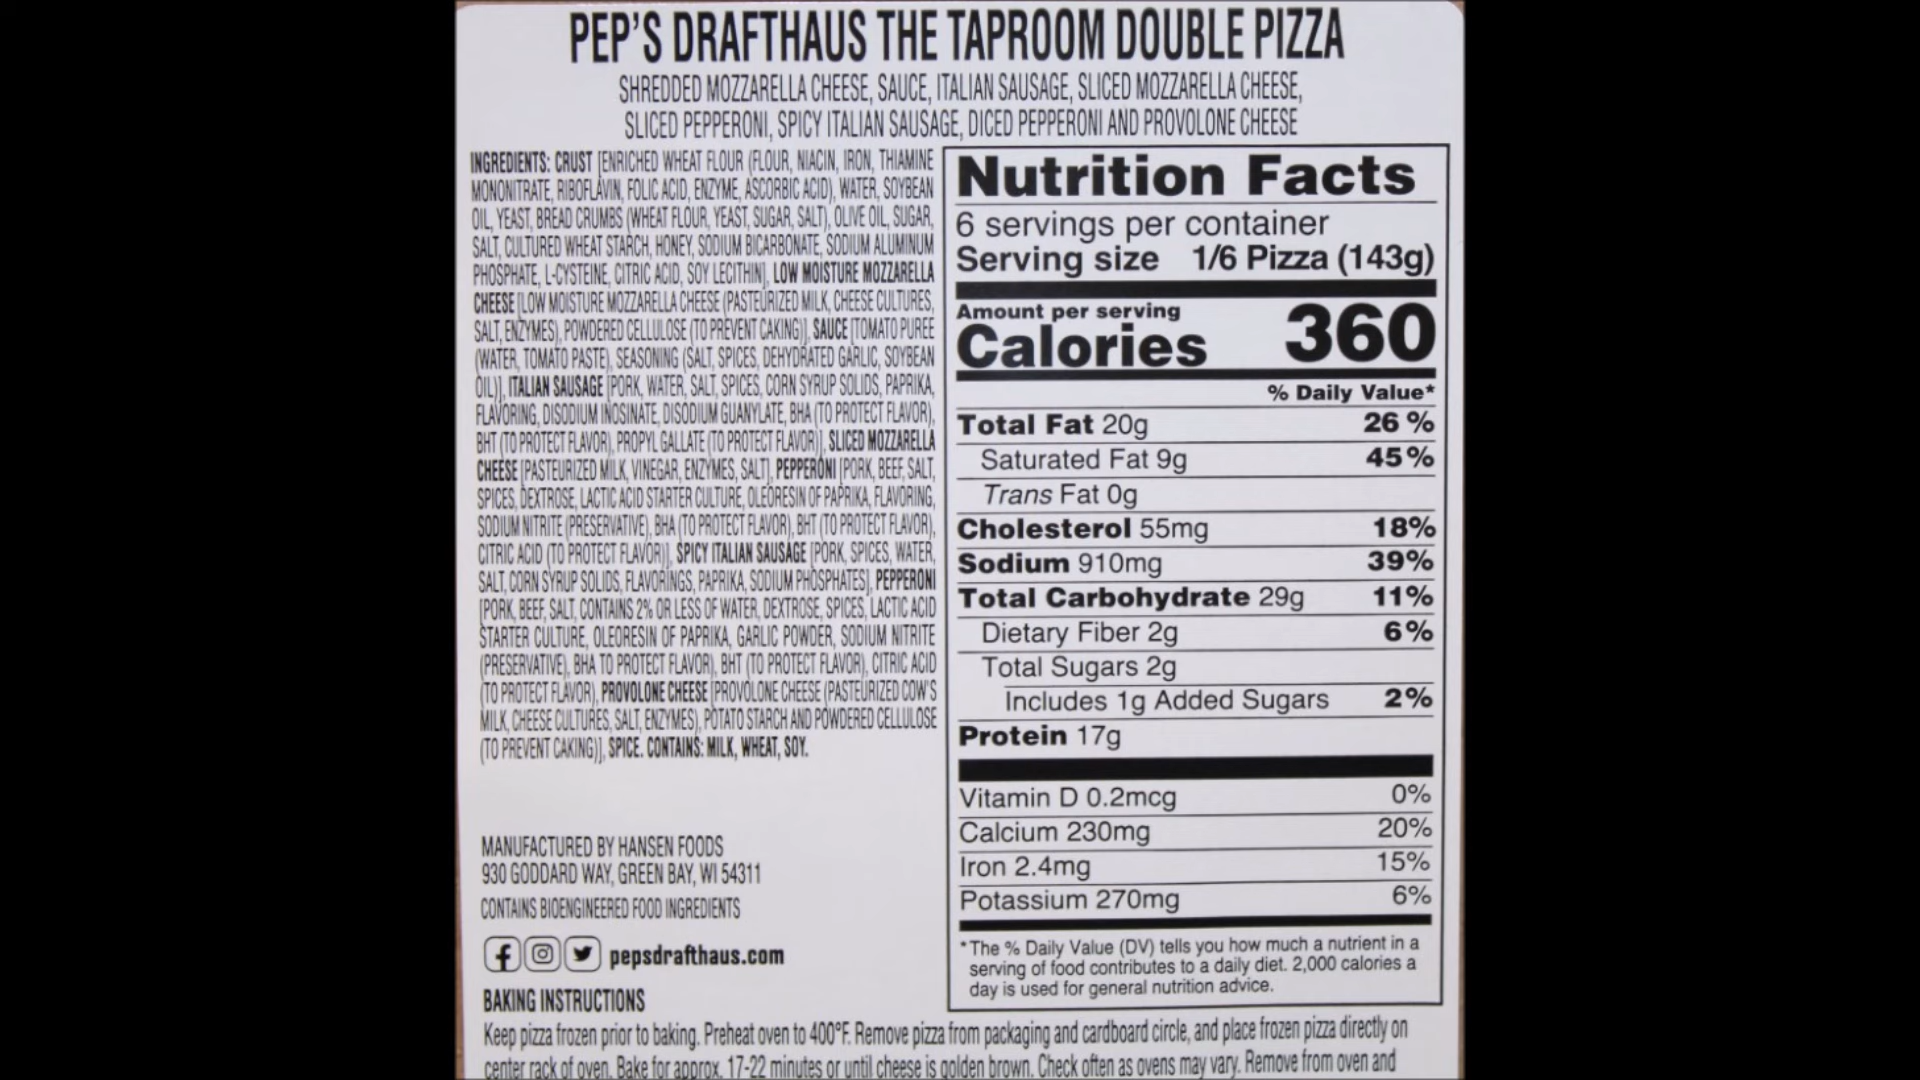 PEP'S DRAFTHAUS THE TAPROOM DOUBLE PIZZA
SHREDDED MOZZARELLA CHEESE, SAUCE, ITALIAN SAUSAGE, SLICED MOZZARELLA CHEESE,
SLICED PEPPERONI, SPICY ITALIAN SAUSAGE, DICED PEPPERONI AND PROVOLONE CHEESE
INGREDIENTS: CRUST [ENRICHED WHEAT FLOUR (FLOUR, NIACIN, IRON, THIAMINE
MONONITRATE, RIBOFLAVIN, FOLIC ACID, ENZYME, ASCORBIC ACID), WATER, SOYBEAN
OIL, YEAST, BREAD CRUMBS (WHEAT FLOUR, YEAST, SUGAR, SALT), OLIVE OIL, SUGAR,
SALT, CULTURED WHEAT STARCH, HONEY, SODIUM BICARBONATE, SODIUM ALUMINUM
PHOSPHATE, L-CYSTEINE, CITRIC ACID, SOY LECITHIN], LOW MOISTURE MOZZARELLA
CHEESE [LOW MOISTURE MOZZARELLA CHEESE (PASTEURIZED MILK, CHEESE CULTURES,
SALT, ENZYMES), POWDERED CELLULOSE (TO PREVENT CAKING)], SAUCE [TOMATO PUREE
(WATER, TOMATO PASTE), SEASONING (SALT, SPICES, DEHYDRATED GARLIC, SOYBEAN
OIL)], ITALIAN SAUSAGE [PORK, WATER, SALT, SPICES, CORN SYRUP SOLIDS, PAPRIKA,
FLAVORING, DISODIUM INOSINATE, DISODIUM GUANYLATE, BHA (TO PROTECT FLAVOR),
BHT (TO PROTECT FLAVOR), PROPYL GALLATE (TO PROTECT FLAVOR)], SLICED MOZZARELLA
CHEESE [PASTEURIZED MILK, VINEGAR, ENZYMES, SALT], PEPPERONI [PORK, BEEF, SALT,
SPICES, DEXTROSE, LACTIC ACID STARTER CULTURE, OLEORESIN OF PAPRIKA, FLAVORING,
SODIUM NITRITE (PRESERVATIVE), BHA (TO PROTECT FLAVOR), BHT (TO PROTECT FLAVOR),
CITRIC ACID (TO PROTECT FLAVOR)], SPICY ITALIAN SAUSAGE [PORK, SPICES, WATER,
SALT, CORN SYRUP SOLIDS, FLAVORINGS, PAPRIKA, SODIUM PHOSPHATES], PEPPERONI
[PORK, BEEF, SALT, CONTAINS 2% OR LESS OF WATER, DEXTROSE, SPICES, LACTIC ACID
STARTER CULTURE, OLEORESIN OF PAPRIKA, GARLIC POWDER, SODIUM NITRITE
(PRESERVATIVE), BHA TO PROTECT FLAVOR), BHT (TO PROTECT FLAVOR), CITRIC ACID
(TO PROTECT FLAVOR), PROVOLONE CHEESE [PROVOLONE CHEESE (PASTEURIZED COW'S
MILK, CHEESE CULTURES, SALT, ENZYMES), POTATO STARCH AND POWDERED CELLULOSE
(TO PREVENT CAKING)], SPICE. CONTAINS: MILK, WHEAT, SOY.
MANUFACTURED BY HANSEN FOODS
930 GODDARD WAY, GREEN BAY, WI 54311
CONTAINS BIOENGINEERED FOOD INGREDIENTS
pepsdrafthaus.com
Nutrition Facts
6 servings per container
Serving size 1/6 Pizza (143g)
Amount per serving
Calories 360
% Daily Value*
Total Fat 20g 26 %
Saturated Fat 9g 45%
Trans Fat 0g
Cholesterol 55mg 18%
Sodium 910mg 39%
Total Carbohydrate 29g 11%
Dietary Fiber 2g 6%
Total Sugars 2g
Includes 1g Added Sugars 2%
Protein 17g
Vitamin D 0.2mcg 0%
Calcium 230mg 20%
Iron 2.4mg 15%
Potassium 270mg 6%
*The % Daily Value (DV) tells you how much a nutrient in a
serving of food contributes to a daily diet. 2,000 calories a
day is used for general nutrition advice.
BAKING INSTRUCTIONS
Keep pizza frozen prior to baking. Preheat oven to 400°F. Remove pizza from packaging and cardboard circle, and place frozen pizza directly on
center rack of oven. Bake for approx. 17-22 minutes or until cheese is golden brown. Check often as ovens may vary. Remove from oven and